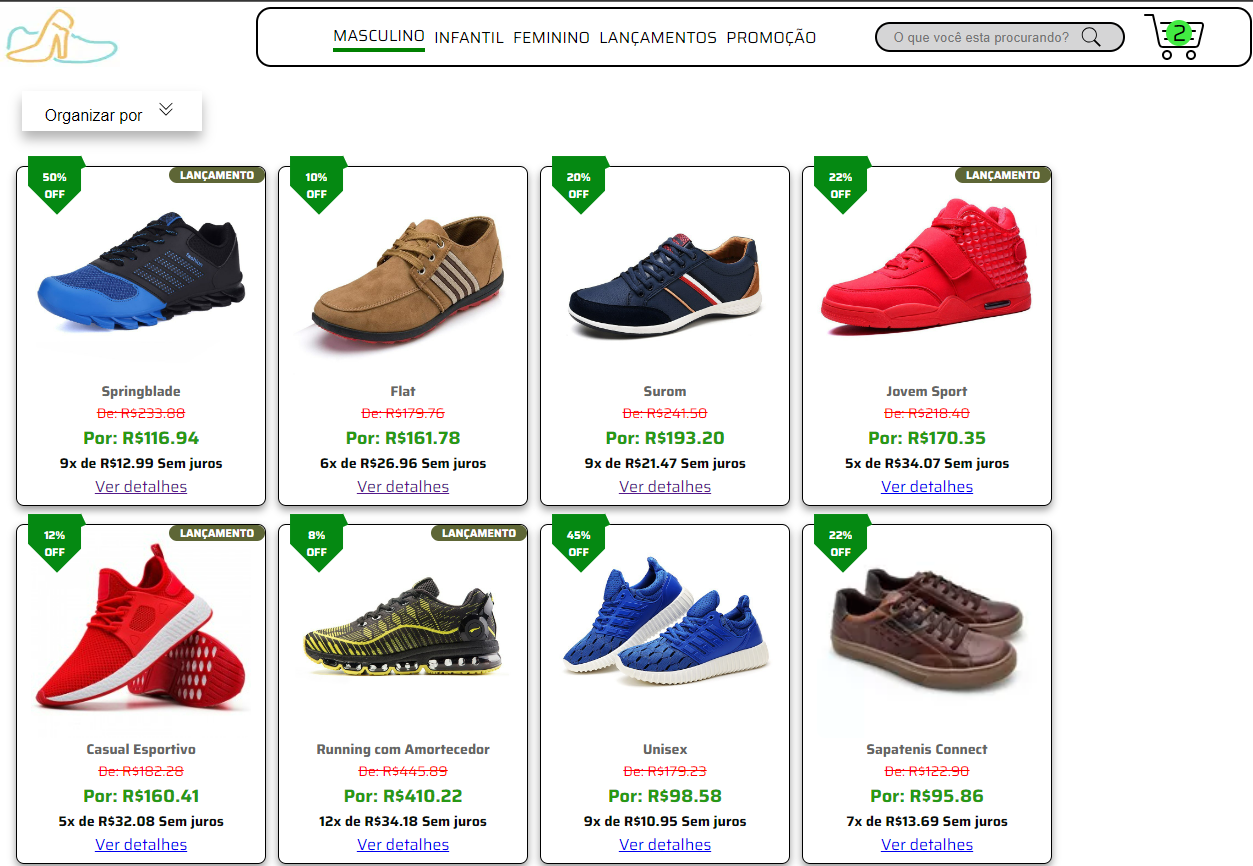 MASCULINO INFANTIL FEMININO LANÇAMENTOS PROMOÇÃO
O que você esta procurando?
2
Organizar por
50%
OFF
LANÇAMENTO
Springblade
De: R$233.88
Por: R$116.94
9x de R$12.99 Sem juros
Ver detalhes
10%
OFF
Flat
De: R$179.76
Por: R$161.78
6x de R$26.96 Sem juros
Ver detalhes
20%
OFF
Surom
De: R$241.50
Por: R$193.20
9x de R$21.47 Sem juros
Ver detalhes
22%
OFF
LANÇAMENTO
Jovem Sport
De: R$218.40
Por: R$170.35
5x de R$34.07 Sem juros
Ver detalhes
12%
OFF
LANÇAMENTO
Casual Esportivo
De: R$182.28
Por: R$160.41
5x de R$32.08 Sem juros
Ver detalhes
8%
OFF
LANÇAMENTO
Running com Amortecedor
De: R$445.89
Por: R$410.22
12x de R$34.18 Sem juros
Ver detalhes
45%
OFF
Unisex
De: R$179.23
Por: R$98.58
9x de R$10.95 Sem juros
Ver detalhes
22%
OFF
Sapatenis Connect
De: R$122.90
Por: R$95.86
7x de R$13.69 Sem juros
Ver detalhes